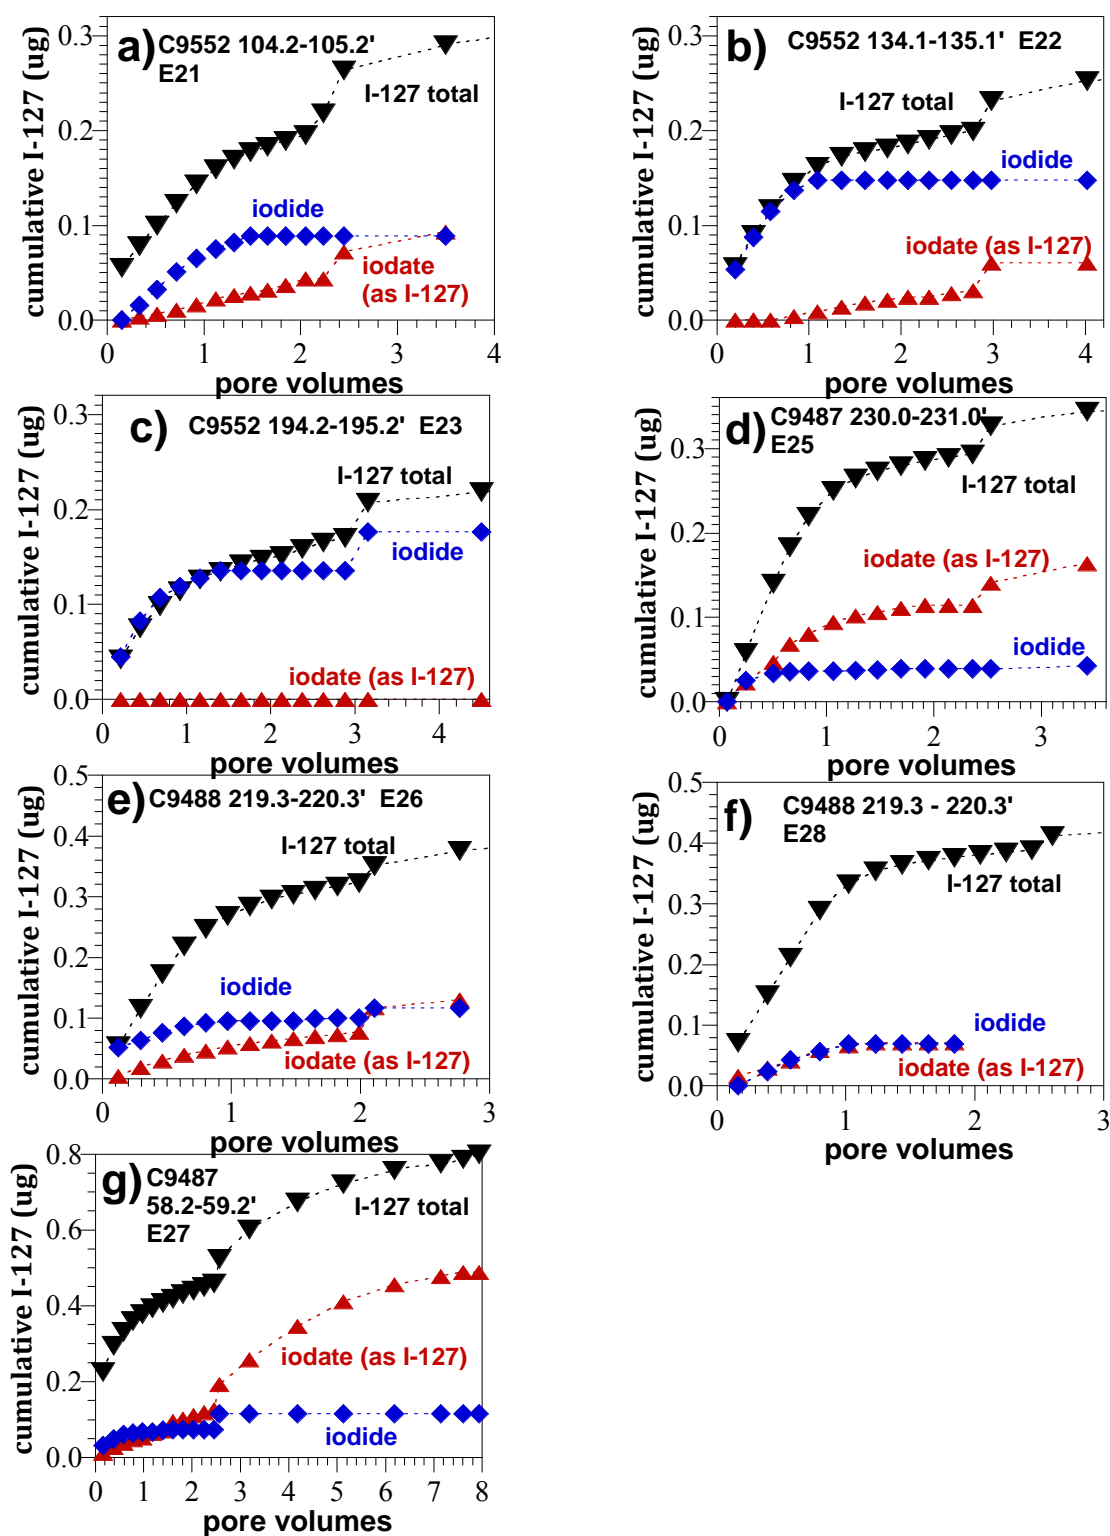 a) C9552 104.2-105.2'
E21
I-127 total
iodide
iodate
(as I-127)
cumulative I-127 (ug)
0.3
0.2
0.1
0.0
0 1 2 3 4
pore volumes
b) C9552 134.1-135.1' E22
I-127 total
iodide
iodate (as I-127)
cumulative I-127 (ug)
0.3
0.2
0.1
0.0
0 1 2 3 4
pore volumes
c) C9552 194.2-195.2' E23
I-127 total
iodide
iodate (as I-127)
cumulative I-127 (ug)
0.3
0.2
0.1
0.0
0 1 2 3 4
pore volumes
d) C9487 230.0-231.0'
E25
I-127 total
iodate (as I-127)
iodide
cumulative I-127 (ug)
0.3
0.2
0.1
0.0
0 1 2 3
pore volumes
e) C9488 219.3-220.3' E26
I-127 total
iodide
iodate (as I-127)
cumulative I-127 (ug)
0.5
0.4
0.3
0.2
0.1
0.0
0 1 2 3
pore volumes
f) C9488 219.3 - 220.3'
E28
I-127 total
iodide
iodate (as I-127)
cumulative I-127 (ug)
0.5
0.4
0.3
0.2
0.1
0.0
0 1 2 3
pore volumes
g) C9487
58.2-59.2'
E27
I-127 total
iodate (as I-127)
iodide
cumulative I-127 (ug)
0.8
0.6
0.4
0.2
0.0
0 1 2 3 4 5 6 7 8
pore volumes